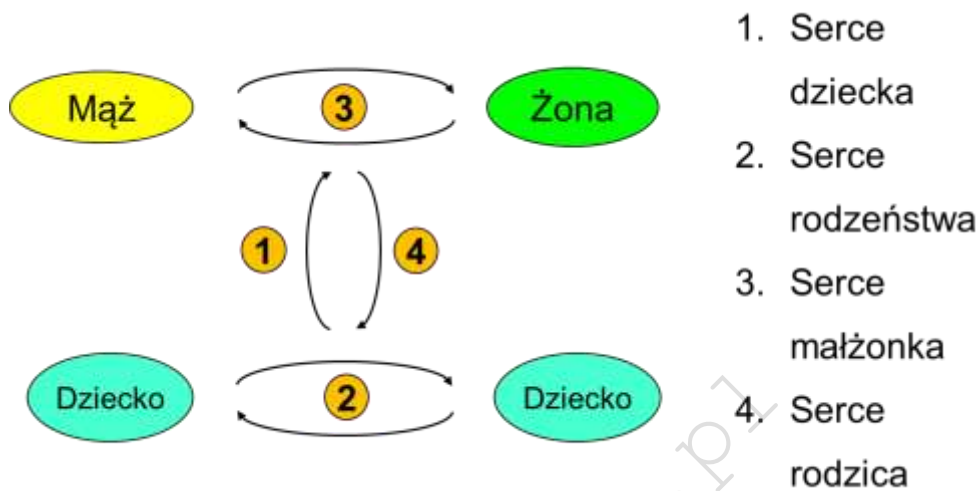 Mąż
3
Żona
1
4
Dziecko
2
Dziecko
1. Serce
dziecka
2. Serce
rodzeństwa
3. Serce
małżonka
4. Serce
rodzica
pl